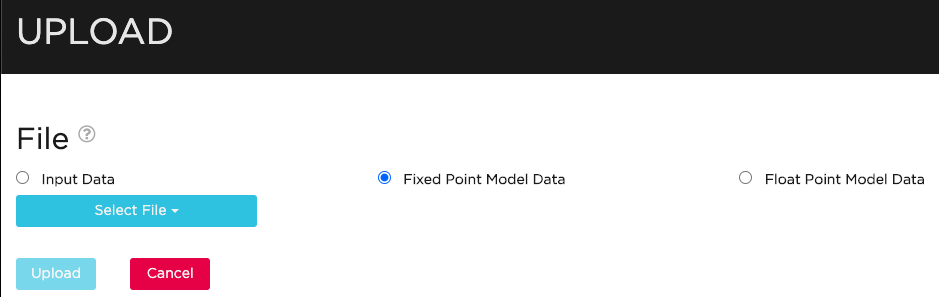 UPLOAD
File ?
Input Data Fixed Point Model Data Float Point Model Data
Select File
Upload Cancel